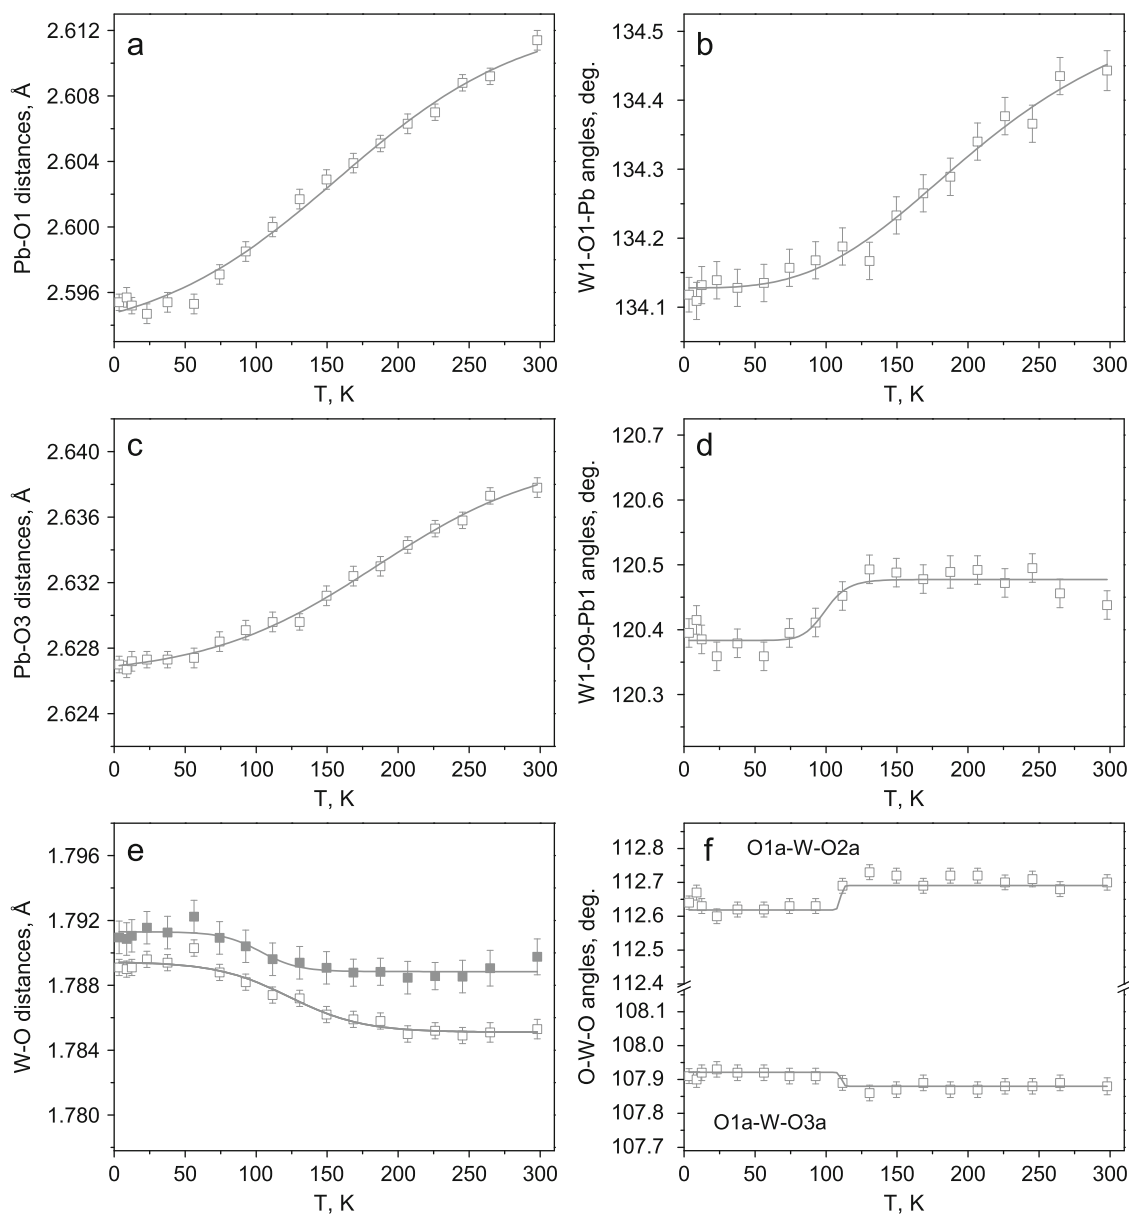 a
Pb-O1 distances, Å
2.612
2.608
2.604
2.600
2.596
0 50 100 150 200 250 300
T, K
b
W1-O1-Pb angles, deg.
134.5
134.4
134.3
134.2
134.1
0 50 100 150 200 250 300
T, K
c
Pb-O3 distances, Å
2.640
2.636
2.632
2.628
2.624
0 50 100 150 200 250 300
T, K
d
W1-O9-Pb1 angles, deg.
120.7
120.6
120.5
120.4
120.3
0 50 100 150 200 250 300
T, K
e
W-O distances, Å
1.796
1.792
1.788
1.784
1.780
0 50 100 150 200 250 300
T, K
f
O-W-O angles, deg.
O1a-W-O2a
112.8
112.7
112.6
112.5
112.4
108.1
108.0
107.9
107.8
107.7
O1a-W-O3a
0 50 100 150 200 250 300
T, K